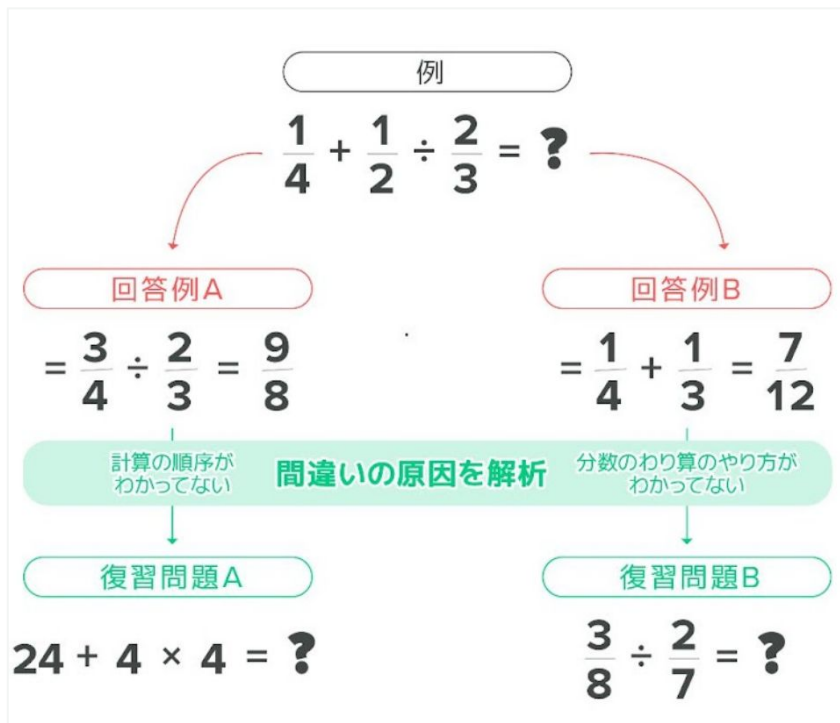 例
1/4 + 1/2 ÷ 2/3 = ?
回答例A
= 3/4 ÷ 2/3 = 9/8
回答例B
= 1/4 + 1/3 = 7/12
計算の順序が
わかってない
間違いの原因を解析
分数のわり算のやり方が
わかってない
復習問題A
24 + 4 × 4 = ?
復習問題B
3/8 ÷ 2/7 = ?